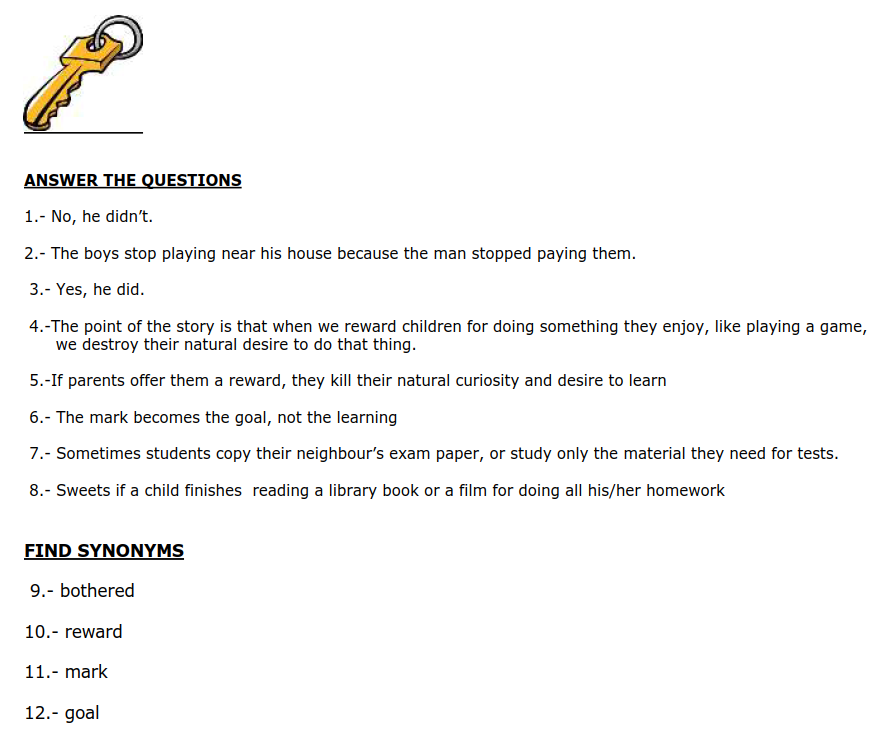 ANSWER THE QUESTIONS
1.- No, he didn’t.
2.- The boys stop playing near his house because the man stopped paying them.
3.- Yes, he did.
4.-The point of the story is that when we reward children for doing something they enjoy, like playing a game,
we destroy their natural desire to do that thing.
5.-If parents offer them a reward, they kill their natural curiosity and desire to learn
6.- The mark becomes the goal, not the learning
7.- Sometimes students copy their neighbour’s exam paper, or study only the material they need for tests.
8.- Sweets if a child finishes  reading a library book or a film for doing all his/her homework
FIND SYNONYMS
9.- bothered
10.- reward
11.- mark
12.- goal